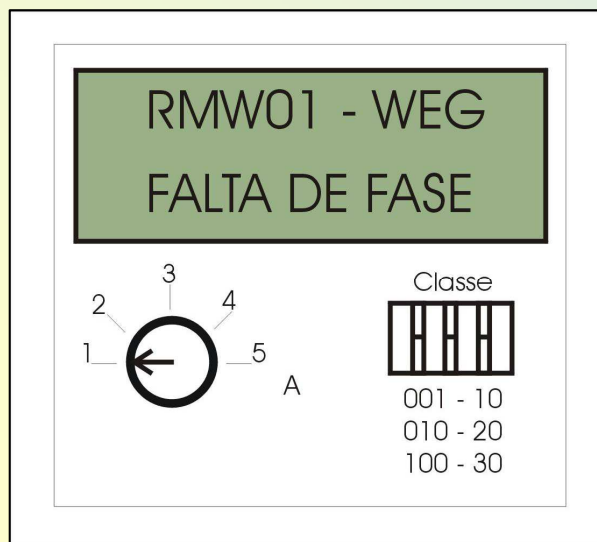 RMW01 - WEG
FALTA DE FASE
3
2
4
1
5
A
Classe
001 - 10
010 - 20
100 - 30